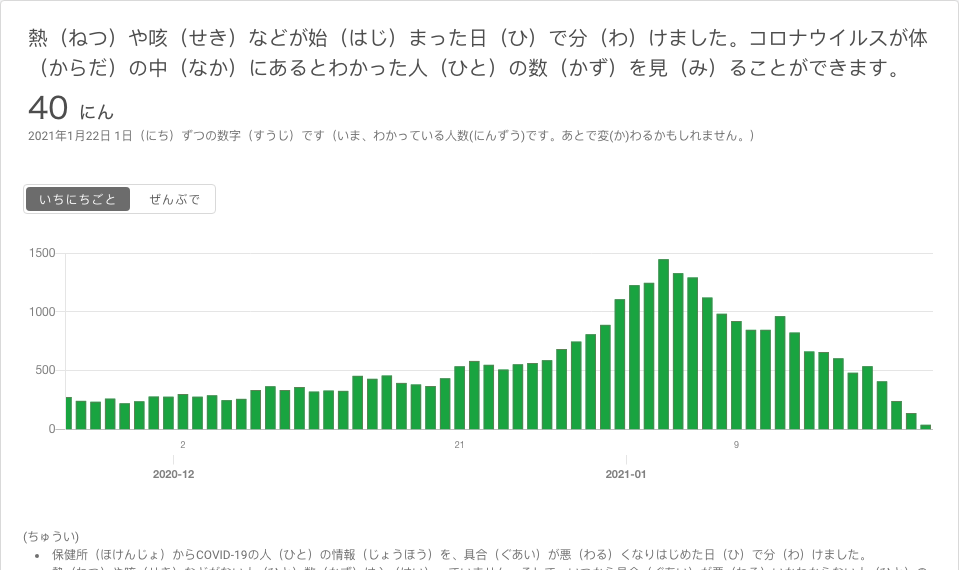 熱（ねつ）や咳（せき）などが始（はじ）まった日（ひ）で分（わ）けました。コロナウイルスが体
（からだ）の中（なか）にあるとわかった人（ひと）の数（かず）を見（み）ることができます。
40 にん
2021年1月22日 1日（にち）ずつの数字（すうじ）です（いま、わかっている人数(にんずう)です。あとで変(か)わるかもしれません。）
いちにちごと ぜんぶで
1500
1000
500
0
2 21 9
2020-12 2021-01
(ちゅうい)
• 保健所（ほけんじょ）からCOVID-19の人（ひと）の情報（じょうほう）を、具合（ぐあい）が悪（わる）くなりはじめた日（ひ）で分（わ）けました。